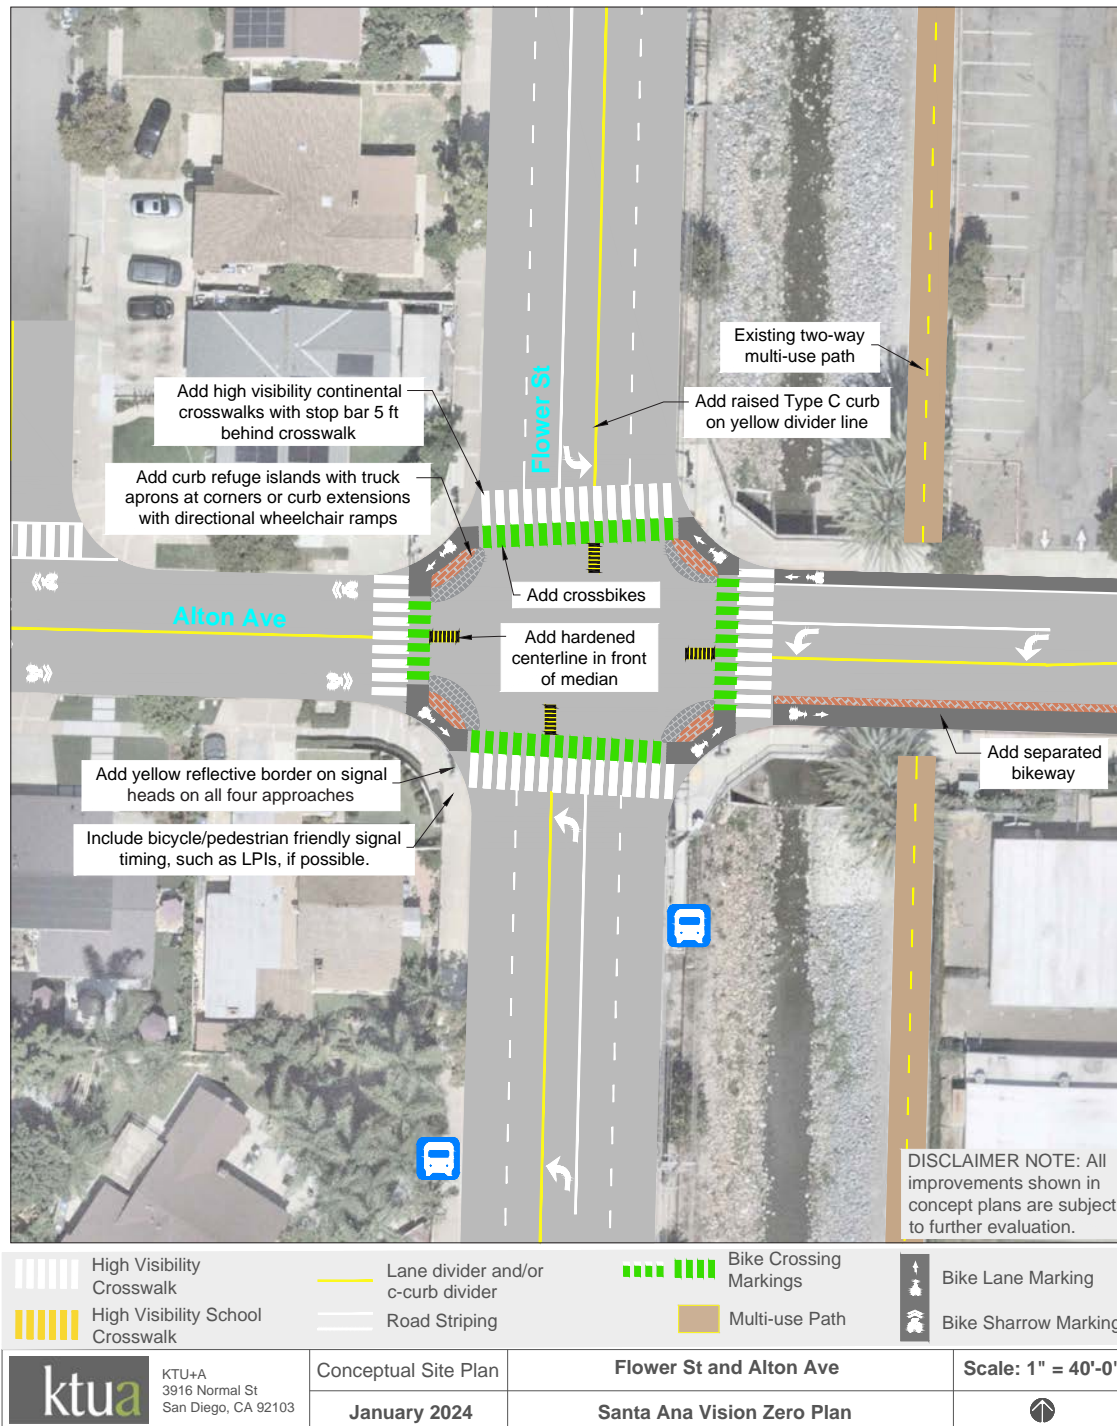 Existing two-way
multi-use path
Flower St
Add high visibility continental
crosswalks with stop bar 5 ft
behind crosswalk
Add raised Type C curb
on yellow divider line
Add curb refuge islands with truck
aprons at corners or curb extensions
with directional wheelchair ramps
Add crossbikes
Alton Ave
Add hardened
centerline in front
of median
Add separated
bikeway
Add yellow reflective border on signal
heads on all four approaches
Include bicycle/pedestrian friendly signal
timing, such as LPIs, if possible.
DISCLAIMER NOTE: All
improvements shown in
concept plans are subject
to further evaluation.
High Visibility
Crosswalk
High Visibility School
Crosswalk
Lane divider and/or
c-curb divider
Road Striping
Bike Crossing
Markings
Multi-use Path
Bike Lane Marking
Bike Sharrow Marking
ktua
KTU+A
3916 Normal St
San Diego, CA 92103
Conceptual Site Plan
January 2024
Flower St and Alton Ave
Santa Ana Vision Zero Plan
Scale: 1" = 40'-0"